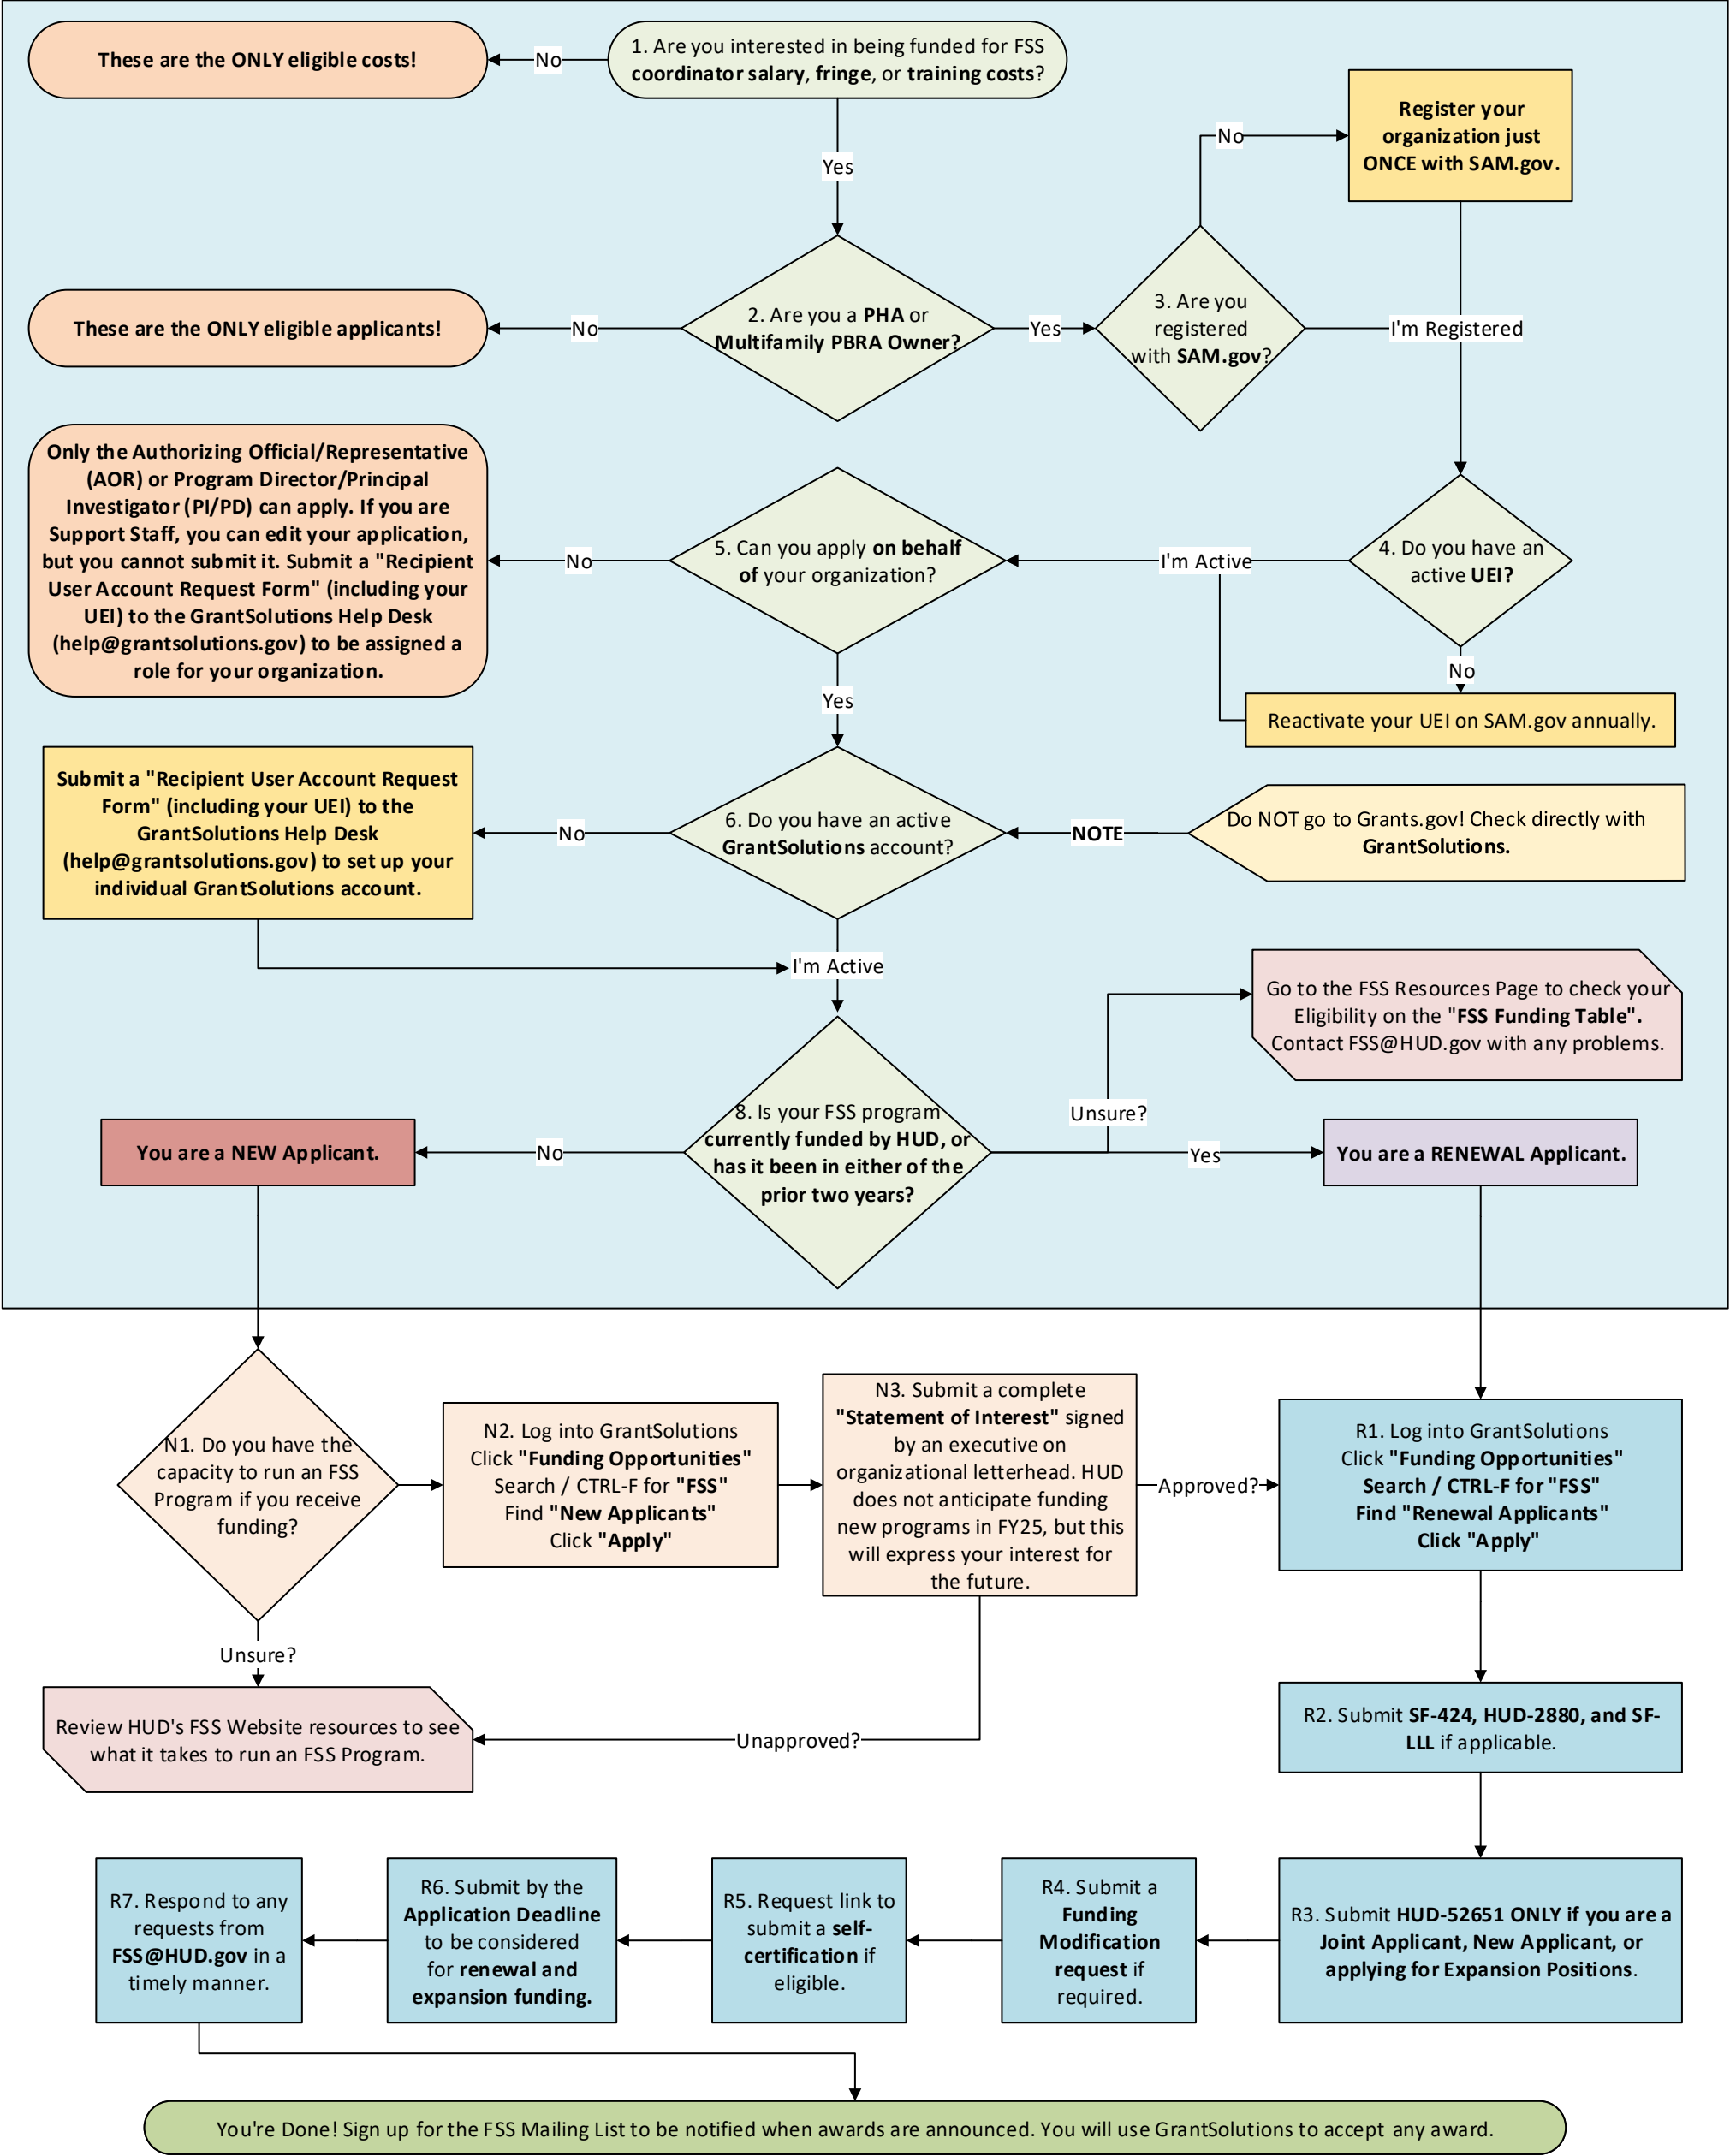 These are the ONLY eligible costs!
No
1. Are you interested in being funded for FSS
coordinator salary, fringe, or training costs?
Yes
No
Register your
organization just
ONCE with SAM.gov.
These are the ONLY eligible applicants!
No
2. Are you a PHA or
Multifamily PBRA Owner?
Yes
3. Are you
registered
with SAM.gov?
I'm Registered
Only the Authorizing Official/Representative
(AOR) or Program Director/Principal
Investigator (PI/PD) can apply. If you are
Support Staff, you can edit your application,
but you cannot submit it. Submit a "Recipient
User Account Request Form" (including your
UEI) to the GrantSolutions Help Desk
(help@grantsolutions.gov) to be assigned a
role for your organization.
No
5. Can you apply on behalf
of your organization?
I'm Active
4. Do you have an
active UEI?
No
Yes
Reactivate your UEI on SAM.gov annually.
Submit a "Recipient User Account Request
Form" (including your UEI) to the
GrantSolutions Help Desk
(help@grantsolutions.gov) to set up your
individual GrantSolutions account.
No
6. Do you have an active
GrantSolutions account?
NOTE
Do NOT go to Grants.gov! Check directly with
GrantSolutions.
I'm Active
Go to the FSS Resources Page to check your
Eligibility on the "FSS Funding Table".
Contact FSS@HUD.gov with any problems.
Unsure?
You are a NEW Applicant.
No
8. Is your FSS program
currently funded by HUD, or
has it been in either of the
prior two years?
Yes
You are a RENEWAL Applicant.
N1. Do you have the
capacity to run an FSS
Program if you receive
funding?
N2. Log into GrantSolutions
Click "Funding Opportunities"
Search / CTRL-F for "FSS"
Find "New Applicants"
Click "Apply"
N3. Submit a complete
"Statement of Interest" signed
by an executive on
organizational letterhead. HUD
does not anticipate funding
new programs in FY25, but this
will express your interest for
the future.
Approved?
R1. Log into GrantSolutions
Click "Funding Opportunities"
Search / CTRL-F for "FSS"
Find "Renewal Applicants"
Click "Apply"
Unsure?
Review HUD's FSS Website resources to see
what it takes to run an FSS Program.
Unapproved?
R2. Submit SF-424, HUD-2880, and SF-
LLL if applicable.
R7. Respond to any
requests from
FSS@HUD.gov in a
timely manner.
R6. Submit by the
Application Deadline
to be considered
for renewal and
expansion funding.
R5. Request link to
submit a self-
certification if
eligible.
R4. Submit a
Funding
Modification
request if
required.
R3. Submit HUD-52651 ONLY if you are a
Joint Applicant, New Applicant, or
applying for Expansion Positions.
You're Done! Sign up for the FSS Mailing List to be notified when awards are announced. You will use GrantSolutions to accept any award.